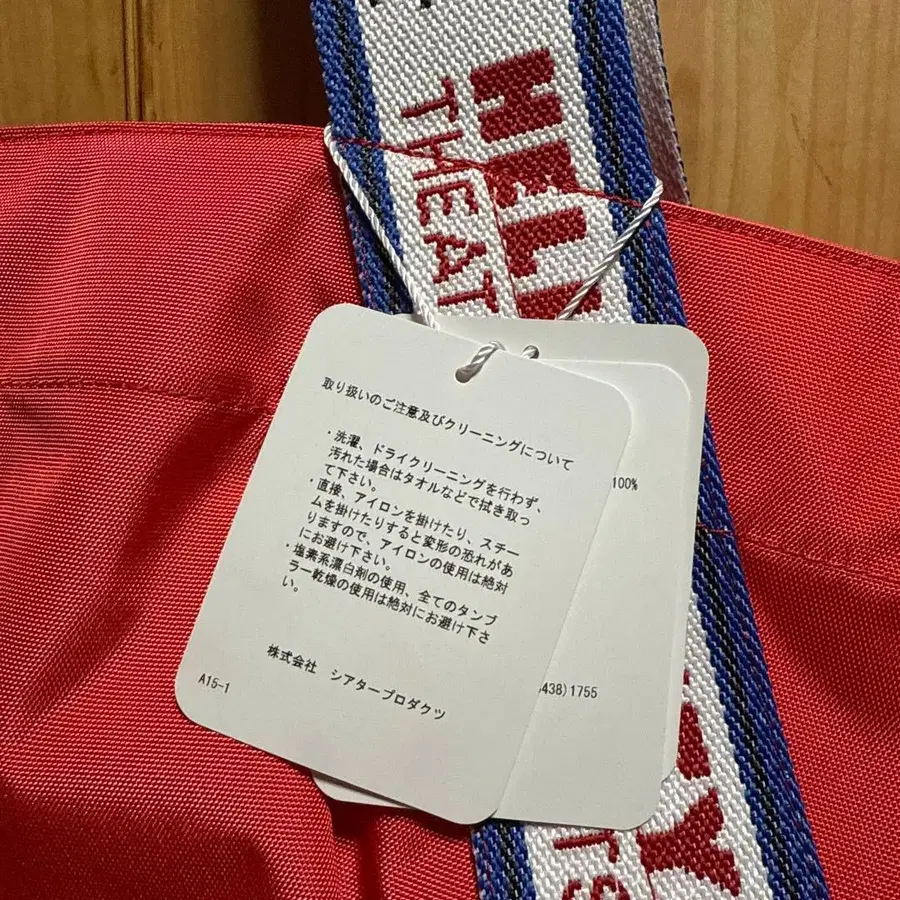 HELL
THEAT
取り扱いのご注意及びクリーニングについて
・洗濯、ドライクリーニングを行わず、
汚れた場合はタオルなどで拭き取っ
て下さい。
・直接、アイロンを掛けたり、スチー
ムを掛けたりすると変形の恐れがあ
りますので、アイロンの使用は絶対
にお避け下さい。
・塩素系漂白剤の使用、全てのタンブ
ラー乾燥の使用は絶対にお避け下さ
い。
株式会社 シアタープロダクツ
A15-1
100%
438)1755
TY
TS